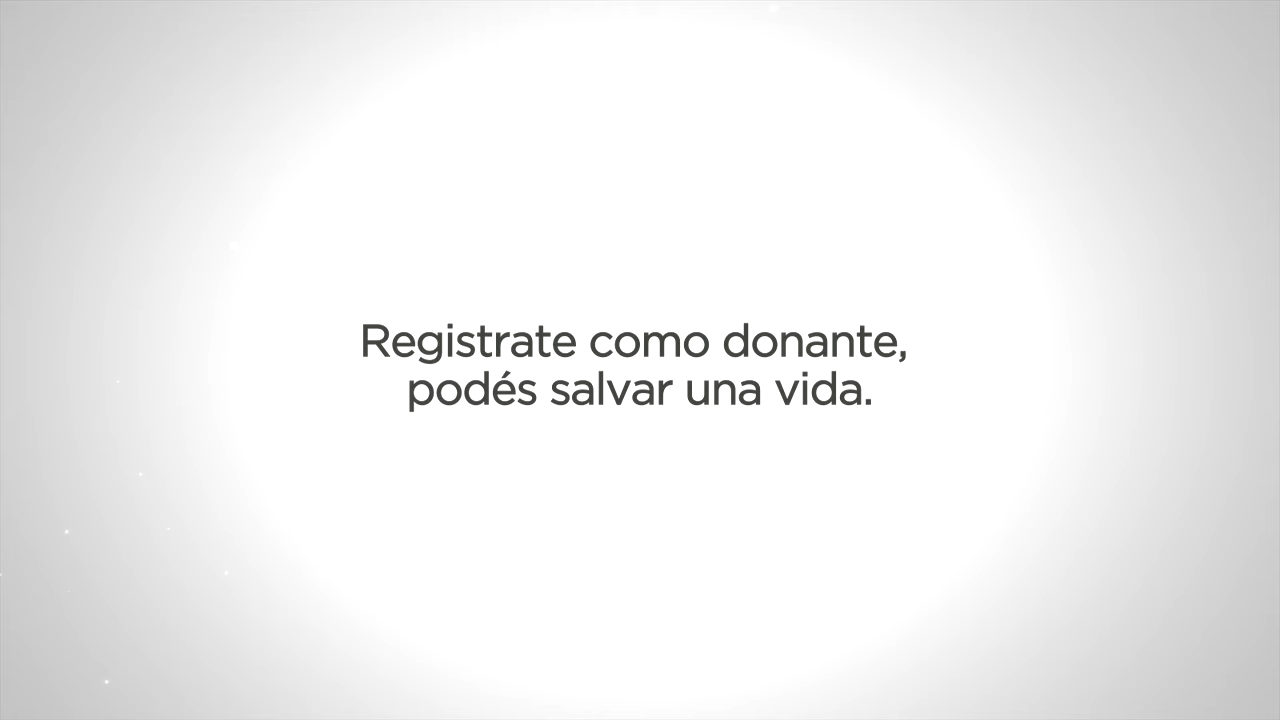 Registrate como donante,
podés salvar una vida.